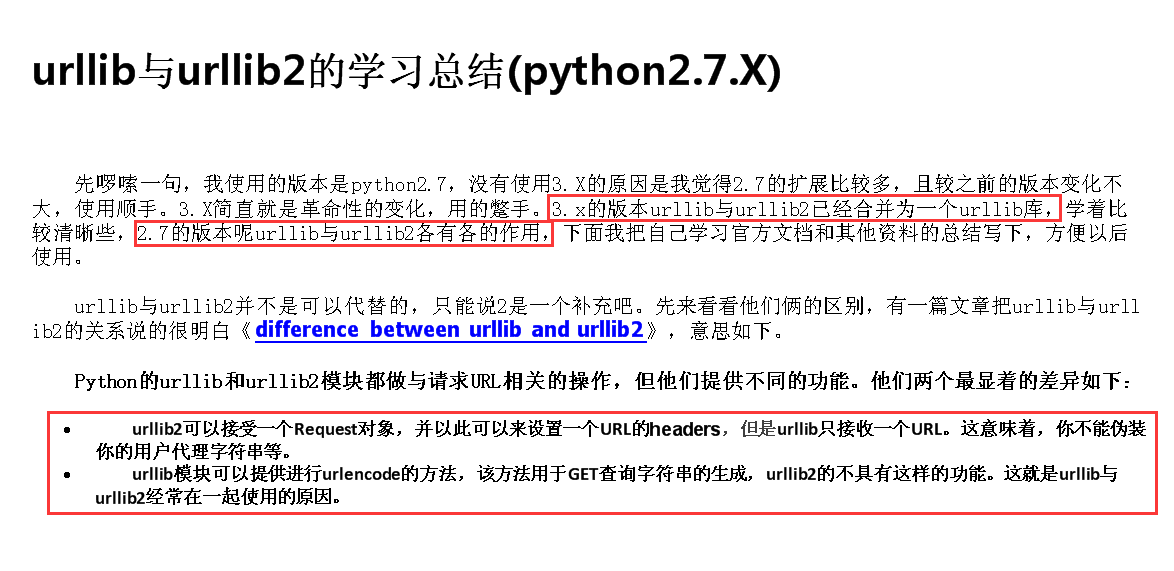 urllib与urllib2的学习总结(python2.7.X)
先啰嗦一句，我使用的版本是python2.7，没有使用3.X的原因是我觉得2.7的扩展比较多，且较之前的版本变化不
大，使用顺手。3.X简直就是革命性的变化，用的蹩手。3.x的版本urllib与urllib2已经合并为一个urllib库，学着比
较清晰些，2.7的版本呢urllib与urllib2各有各的作用，下面我把自己学习官方文档和其他资料的总结写下，方便以后
使用。
urllib与urllib2并不是可以代替的，只能说2是一个补充吧。先来看看他们俩的区别，有一篇文章把urllib与urll
ib2的关系说的很明白《difference between urllib and urllib2》，意思如下。
Python的urllib和urllib2模块都做与请求URL相关的操作，但他们提供不同的功能。他们两个最显着的差异如下：
• urllib2可以接受一个Request对象，并以此可以来设置一个URL的headers，但是urllib只接收一个URL。这意味着，你不能伪装
你的用户代理字符串等。
• urllib模块可以提供进行urlencode的方法，该方法用于GET查询字符串的生成，urllib2的不具有这样的功能。这就是urllib与
urllib2经常在一起使用的原因。